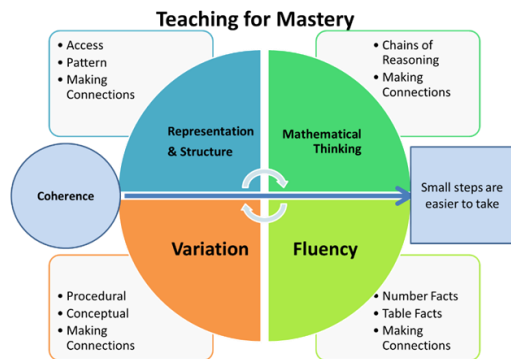 Teaching for Mastery
• Access
• Pattern
• Making
Connections
• Chains of
Reasoning
• Making
Connections
Representation
& Structure
Mathematical
Thinking
Coherence
Small steps are
easier to take
Variation
Fluency
• Procedural
• Conceptual
• Making
Connections
• Number Facts
• Table Facts
• Making
Connections